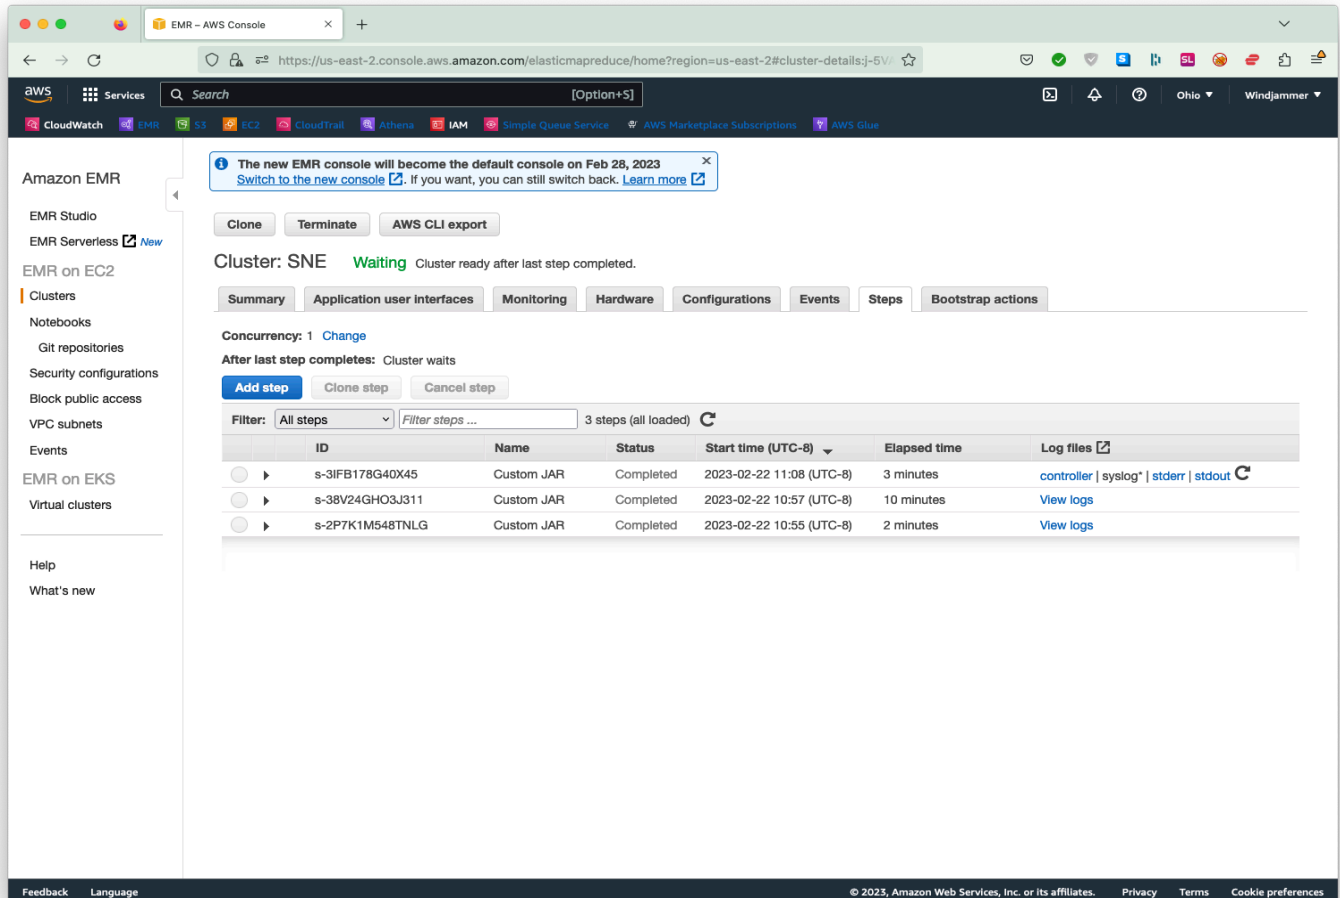 EMR – AWS Console
https://us-east-2.console.aws.amazon.com/elasticmapreduce/home?region=us-east-2#cluster-details:j-5V
aws Services Search [Option+S] Ohio Windjammer
CloudWatch EMR S3 EC2 CloudTrail Athena IAM Simple Queue Service AWS Marketplace Subscriptions AWS Glue
Amazon EMR
EMR Studio
EMR Serverless New
EMR on EC2
Clusters
Notebooks
Git repositories
Security configurations
Block public access
VPC subnets
Events
EMR on EKS
Virtual clusters
Help
What's new
The new EMR console will become the default console on Feb 28, 2023
Switch to the new console . If you want, you can still switch back. Learn more
Clone Terminate AWS CLI export
Cluster: SNE Waiting Cluster ready after last step completed.
Summary Application user interfaces Monitoring Hardware Configurations Events Steps Bootstrap actions
Concurrency: 1 Change
After last step completes: Cluster waits
Add step Clone step Cancel step
Filter: All steps Filter steps ... 3 steps (all loaded)
ID Name Status Start time (UTC-8) Elapsed time Log files
s-3IFB178G40X45 Custom JAR Completed 2023-02-22 11:08 (UTC-8) 3 minutes controller | syslog* | stderr | stdout
s-38V24GHO3J311 Custom JAR Completed 2023-02-22 10:57 (UTC-8) 10 minutes View logs
s-2P7K1M548TNLG Custom JAR Completed 2023-02-22 10:55 (UTC-8) 2 minutes View logs
Feedback Language © 2023, Amazon Web Services, Inc. or its affiliates. Privacy Terms Cookie preferences